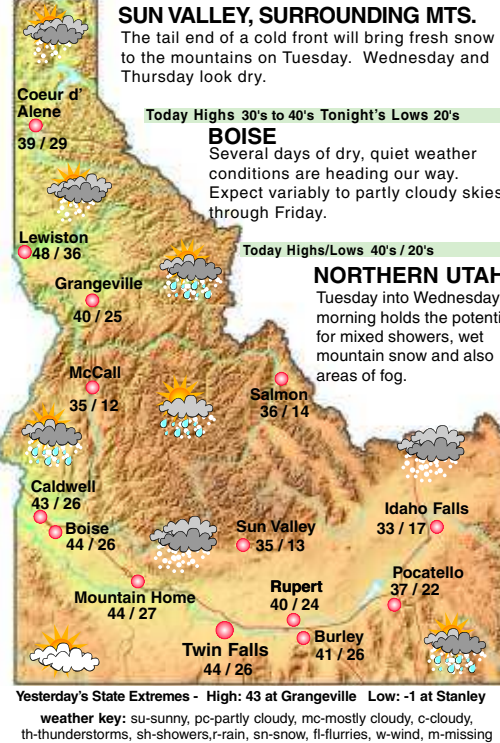 SUN VALLEY, SURROUNDING MTS.
The tail end of a cold front will bring fresh snow
to the mountains on Tuesday.  Wednesday and
Thursday look dry.
Today Highs  30's to 40's  Tonight's Lows  20's
BOISE
Several days of dry, quiet weather
conditions are heading our way.
Expect variably to partly cloudy skies
through Friday.
Today Highs/Lows  40's / 20's
NORTHERN UTAH
Tuesday into Wednesday
morning holds the potenti
for mixed showers, wet
mountain snow and also
areas of fog.
Coeur d'
Alene
39 / 29
Lewiston
48 / 36
Grangeville
40 / 25
McCall
35 / 12
Salmon
36 / 14
Caldwell
43 / 26
Boise
44 / 26
Sun Valley
35 / 13
Idaho Falls
33 / 17
Mountain Home
44 / 27
Rupert
40 / 24
Pocatello
37 / 22
Twin Falls
44 / 26
Burley
41 / 26
Yesterday's State Extremes -  High: 43 at Grangeville   Low: -1 at Stanley
weather key: su-sunny, pc-partly cloudy, mc-mostly cloudy, c-cloudy,
th-thunderstorms, sh-showers,r-rain, sn-snow, fl-flurries, w-wind, m-missing